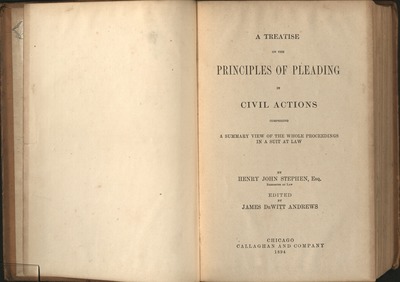 A TREATISE
ON THE
PRINCIPLES OF PLEADING
IN
CIVIL ACTIONS
COMPRISING
A SUMMARY VIEW OF THE WHOLE PROCEEDINGS
IN A SUIT AT LAW
BY
HENRY JOHN STEPHEN, Esq.
EDITED
BY
JAMES DeWITT ANDREWS
CHICAGO
CALLAGHAN AND COMPANY
1894